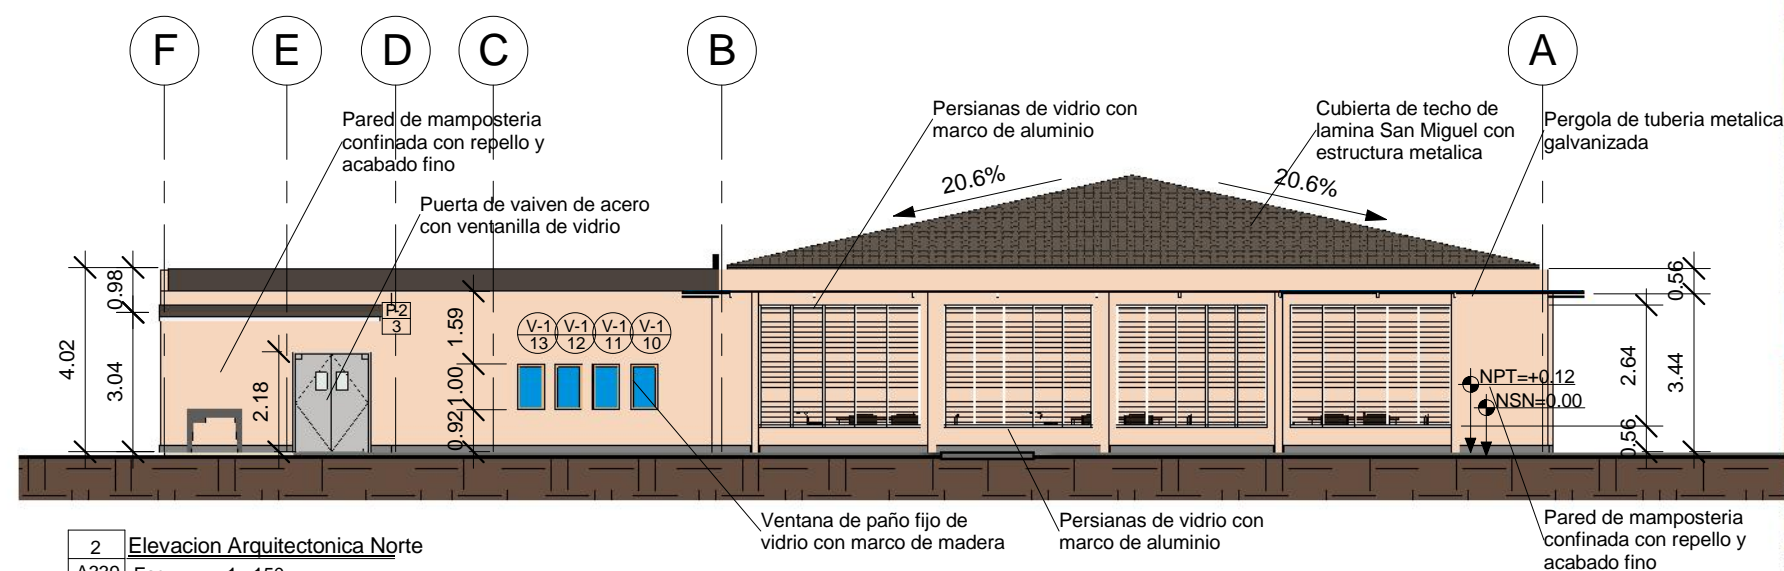 F E D C B A
Pared de mamposteria
confinada con repello y
acabado fino
Puerta de vaiven de acero
con ventanilla de vidrio
Persianas de vidrio con
marco de aluminio
Cubierta de techo de
lamina San Miguel con
estructura metalica
Pergola de tuberia metalica
galvanizada
20.6%
20.6%
4.02
0.98
3.04
2.18
P-2
3
1.59
1.00
0.92
V-1
13
V-1
12
V-1
11
V-1
10
NPT=+0.12
NSN=0.00
0.56
2.64
3.44
0.56
Ventana de paño fijo de
vidrio con marco de madera
Persianas de vidrio con
marco de aluminio
Pared de mamposteria
confinada con repello y
acabado fino
2
Elevacion Arquitectonica Norte